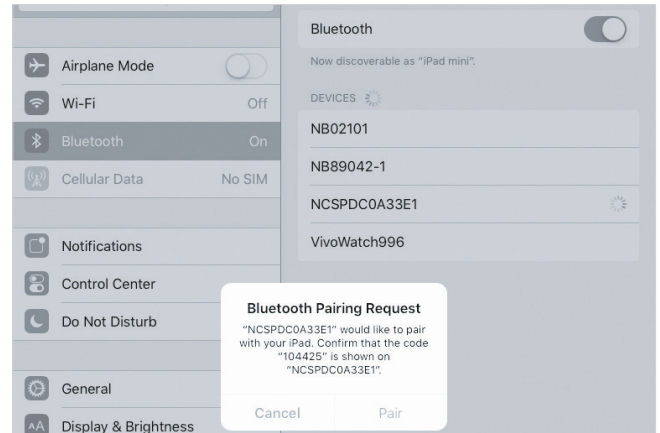 Airplane Mode
Wi-Fi Off
Bluetooth On
Cellular Data No SIM
Notifications
Control Center
Do Not Disturb
General
AA Display & Brightness
Bluetooth
Now discoverable as “iPad mini”.
DEVICES
NB02101
NB89042-1
NCSPDC0A33E1
VivoWatch996
Bluetooth Pairing Request
“NCSPDC0A33E1” would like to pair
with your iPad. Confirm that the code
“104425” is shown on
“NCSPDC0A33E1”.
Cancel Pair